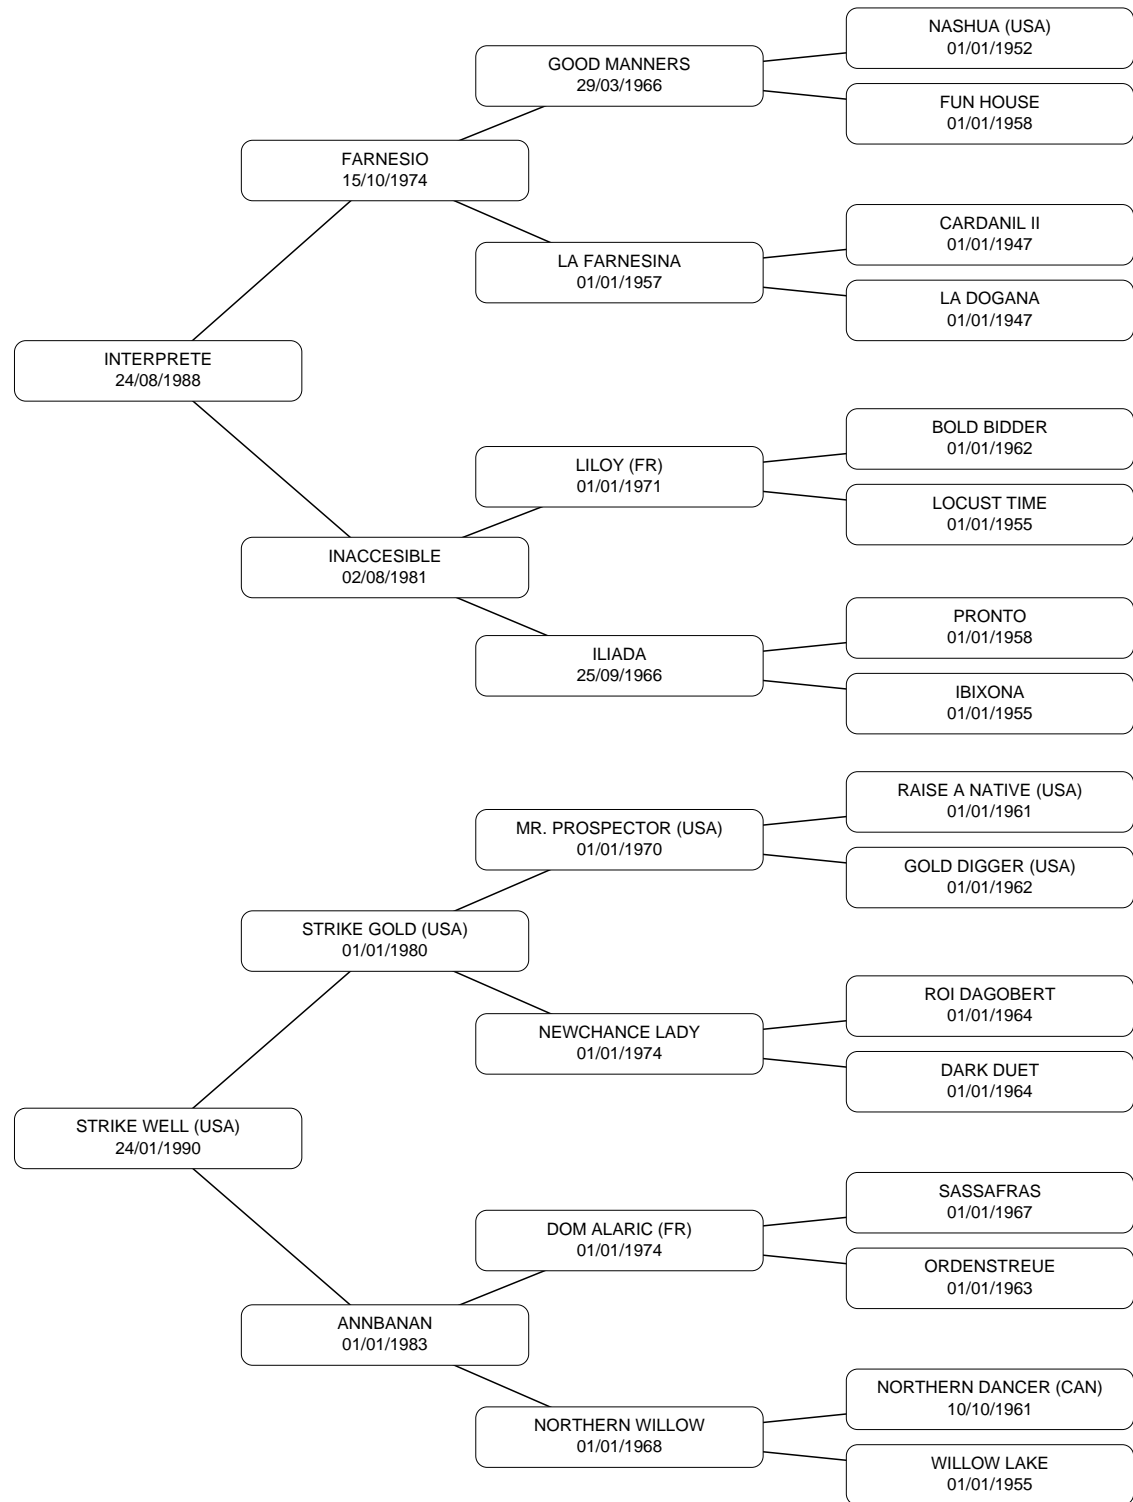 NASHUA (USA)
01/01/1952
GOOD MANNERS
29/03/1966
FUN HOUSE
01/01/1958
FARNESIO
15/10/1974
CARDANIL II
01/01/1947
LA FARNESINA
01/01/1957
LA DOGANA
01/01/1947
INTERPRETE
24/08/1988
BOLD BIDDER
01/01/1962
LILOY (FR)
01/01/1971
LOCUST TIME
01/01/1955
INACCESIBLE
02/08/1981
PRONTO
01/01/1958
ILIADA
25/09/1966
IBIXONA
01/01/1955
RAISE A NATIVE (USA)
01/01/1961
MR. PROSPECTOR (USA)
01/01/1970
GOLD DIGGER (USA)
01/01/1962
STRIKE GOLD (USA)
01/01/1980
ROI DAGOBERT
01/01/1964
NEWCHANCE LADY
01/01/1974
DARK DUET
01/01/1964
STRIKE WELL (USA)
24/01/1990
SASSAFRAS
01/01/1967
DOM ALARIC (FR)
01/01/1974
ORDENSTREUE
01/01/1963
ANNBANAN
01/01/1983
NORTHERN DANCER (CAN)
10/10/1961
NORTHERN WILLOW
01/01/1968
WILLOW LAKE
01/01/1955